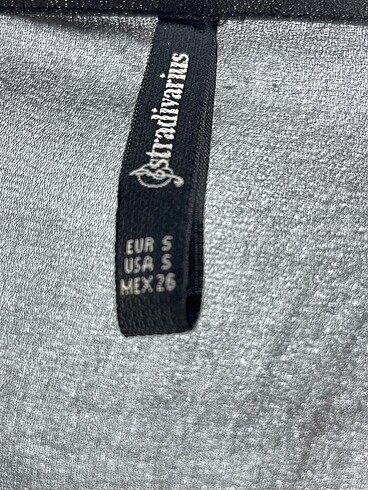 stradivarius
EUR S
USA S
MEX 26